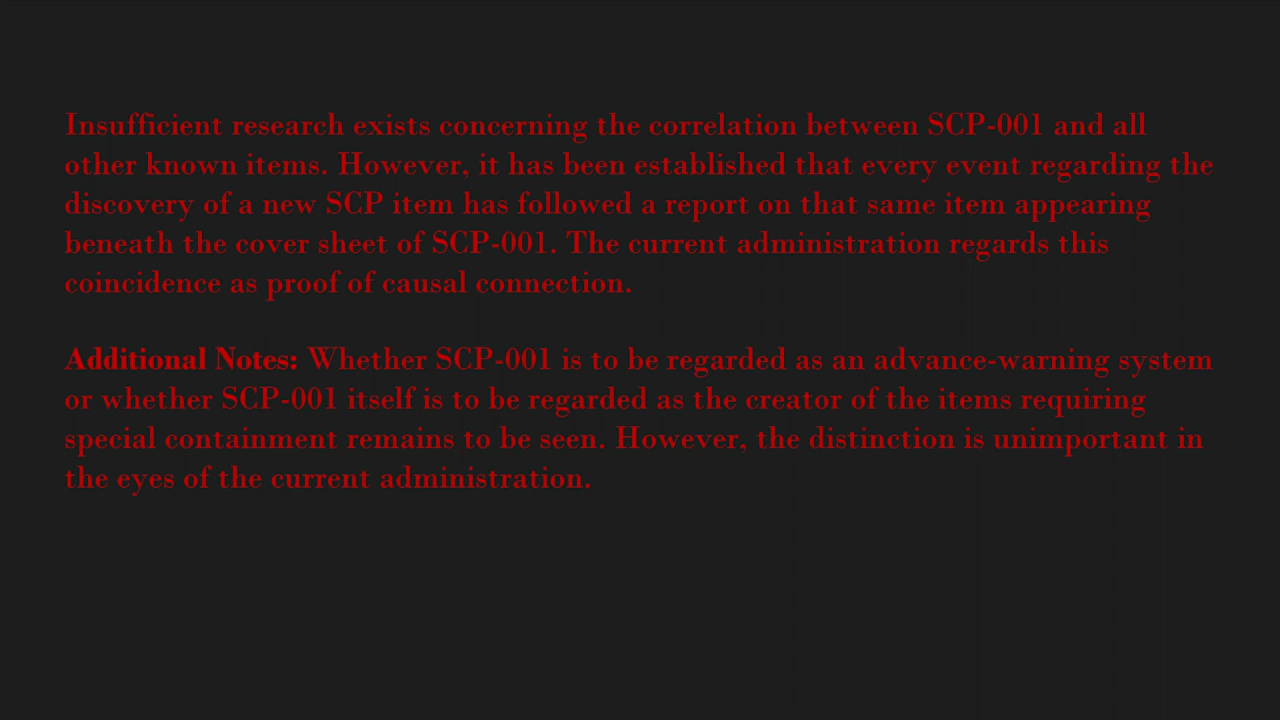 Insufficient research exists concerning the correlation between SCP-001 and all
other known items. However, it has been established that every event regarding the
discovery of a new SCP item has followed a report on that same item appearing
beneath the cover sheet of SCP-001. The current administration regards this
coincidence as proof of causal connection.
Additional Notes: Whether SCP-001 is to be regarded as an advance-warning system
or whether SCP-001 itself is to be regarded as the creator of the items requiring
special containment remains to be seen. However, the distinction is unimportant in
the eyes of the current administration.